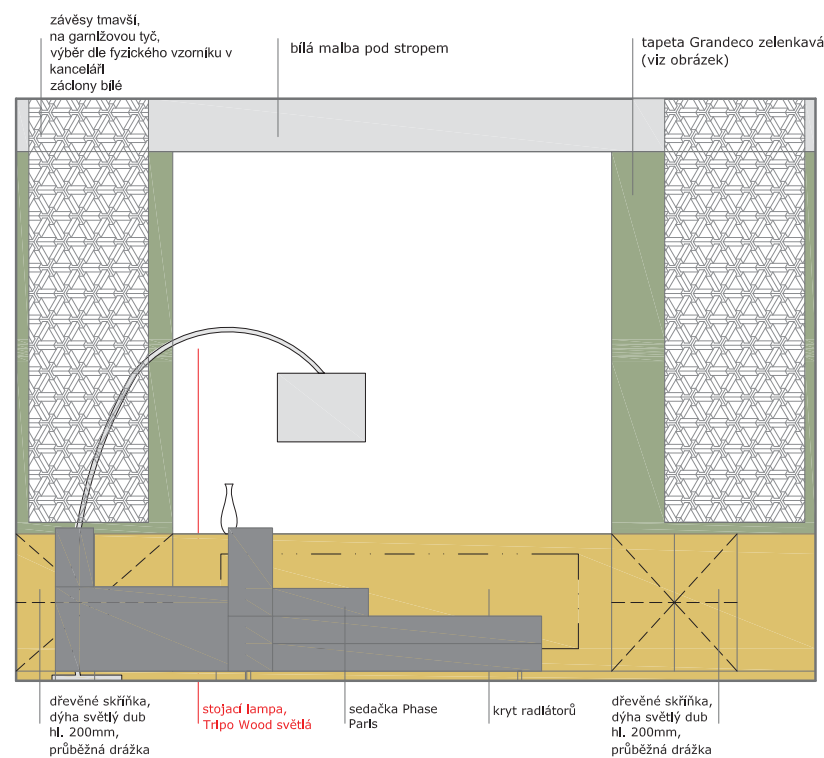 závěsy tmavší,
na garnížovou tyč,
výběr dle fyzického vzorníku v
kanceláři
záclony bílé
bílá malba pod stropem
tapeta Grandeco zelenkavá
(viz obrázek)
dřevěné skříňka,
dýha světlý dub
hl. 200mm,
průběžná drážka
stojací lampa,
Tripo Wood světlá
sedačka Phase
Paris
kryt radiátorů
dřevěné skříňka,
dýha světlý dub
hl. 200mm,
průběžná drážka